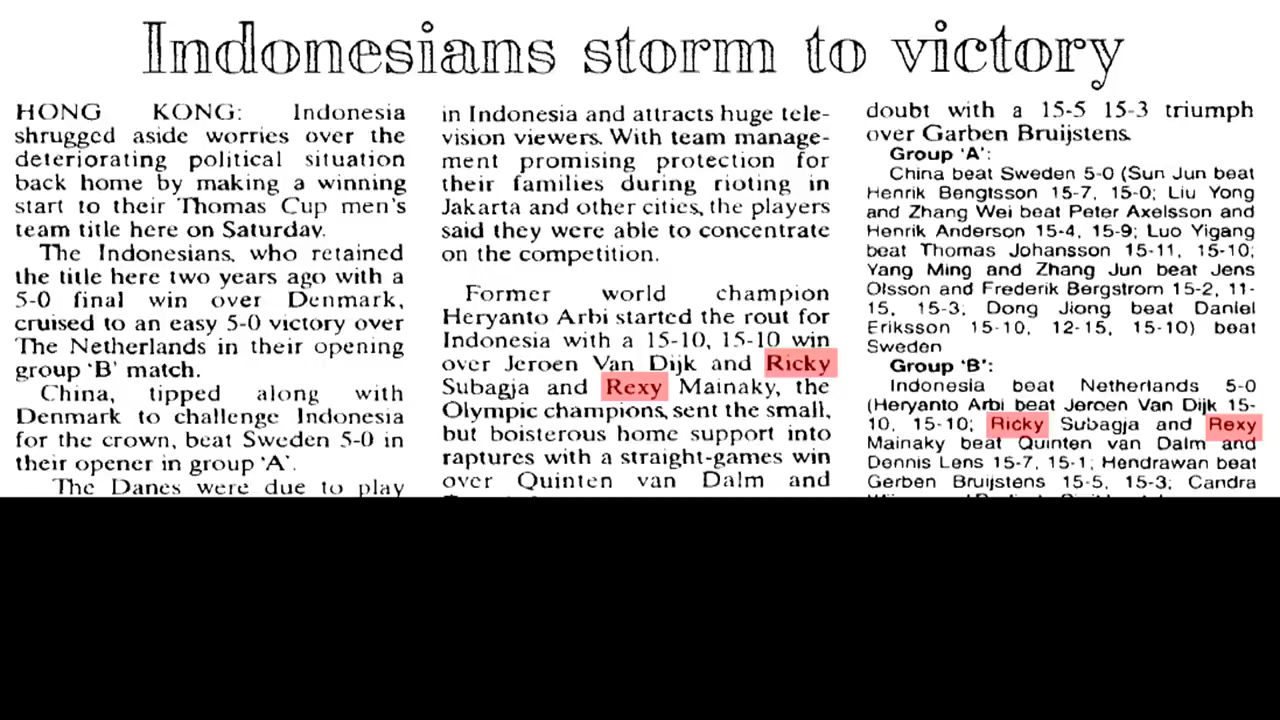 Indonesians storm to victory
HONG KONG: Indonesia
shrugged aside worries over the
deteriorating political situation
back home by making a winning
start to their Thomas Cup men's
team title here on Saturday.
The Indonesians, who retained
the title here two years ago with a
5-0 final win over Denmark,
cruised to an easy 5-0 victory over
The Netherlands in their opening
group 'B' match.
China, tipped along with
Denmark to challenge Indonesia
for the crown, beat Sweden 5-0 in
their opener in group 'A'.
The Danes were due to play
in Indonesia and attracts huge tele-
vision viewers. With team manage-
ment promising protection for
their families during rioting in
Jakarta and other cities, the players
said they were able to concentrate
on the competition.
Former world champion
Heryanto Arbi started the rout for
Indonesia with a 15-10, 15-10 win
over Jeroen Van Dijk and Ricky
Subagja and Rexy Mainaky, the
Olympic champions, sent the small,
but boisterous home support into
raptures with a straight-games win
over Quinten van Dalm and
doubt with a 15-5 15-3 triumph
over Garben Bruijstens.
Group 'A':
China beat Sweden 5-0 (Sun Jun beat
Henrik Bengtsson 15-7, 15-0; Liu Yong
and Zhang Wei beat Peter Axelsson and
Henrik Anderson 15-4, 15-9; Luo Yigang
beat Thomas Johansson 15-11, 15-10;
Yang Ming and Zhang Jun beat Jens
Olsson and Frederik Bergstrom 15-2, 11-
15, 15-3; Dong Jiong beat Daniel
Eriksson 15-10, 12-15, 15-10) beat
Sweden
Group 'B':
Indonesia beat Netherlands 5-0
(Heryanto Arbi beat Jeroen Van Dijk 15-
10, 15-10; Ricky Subagja and Rexy
Mainaky beat Quinten van Dalm and
Dennis Lens 15-7, 15-1; Hendrawan beat
Gerben Bruijstens 15-5, 15-3; Candra